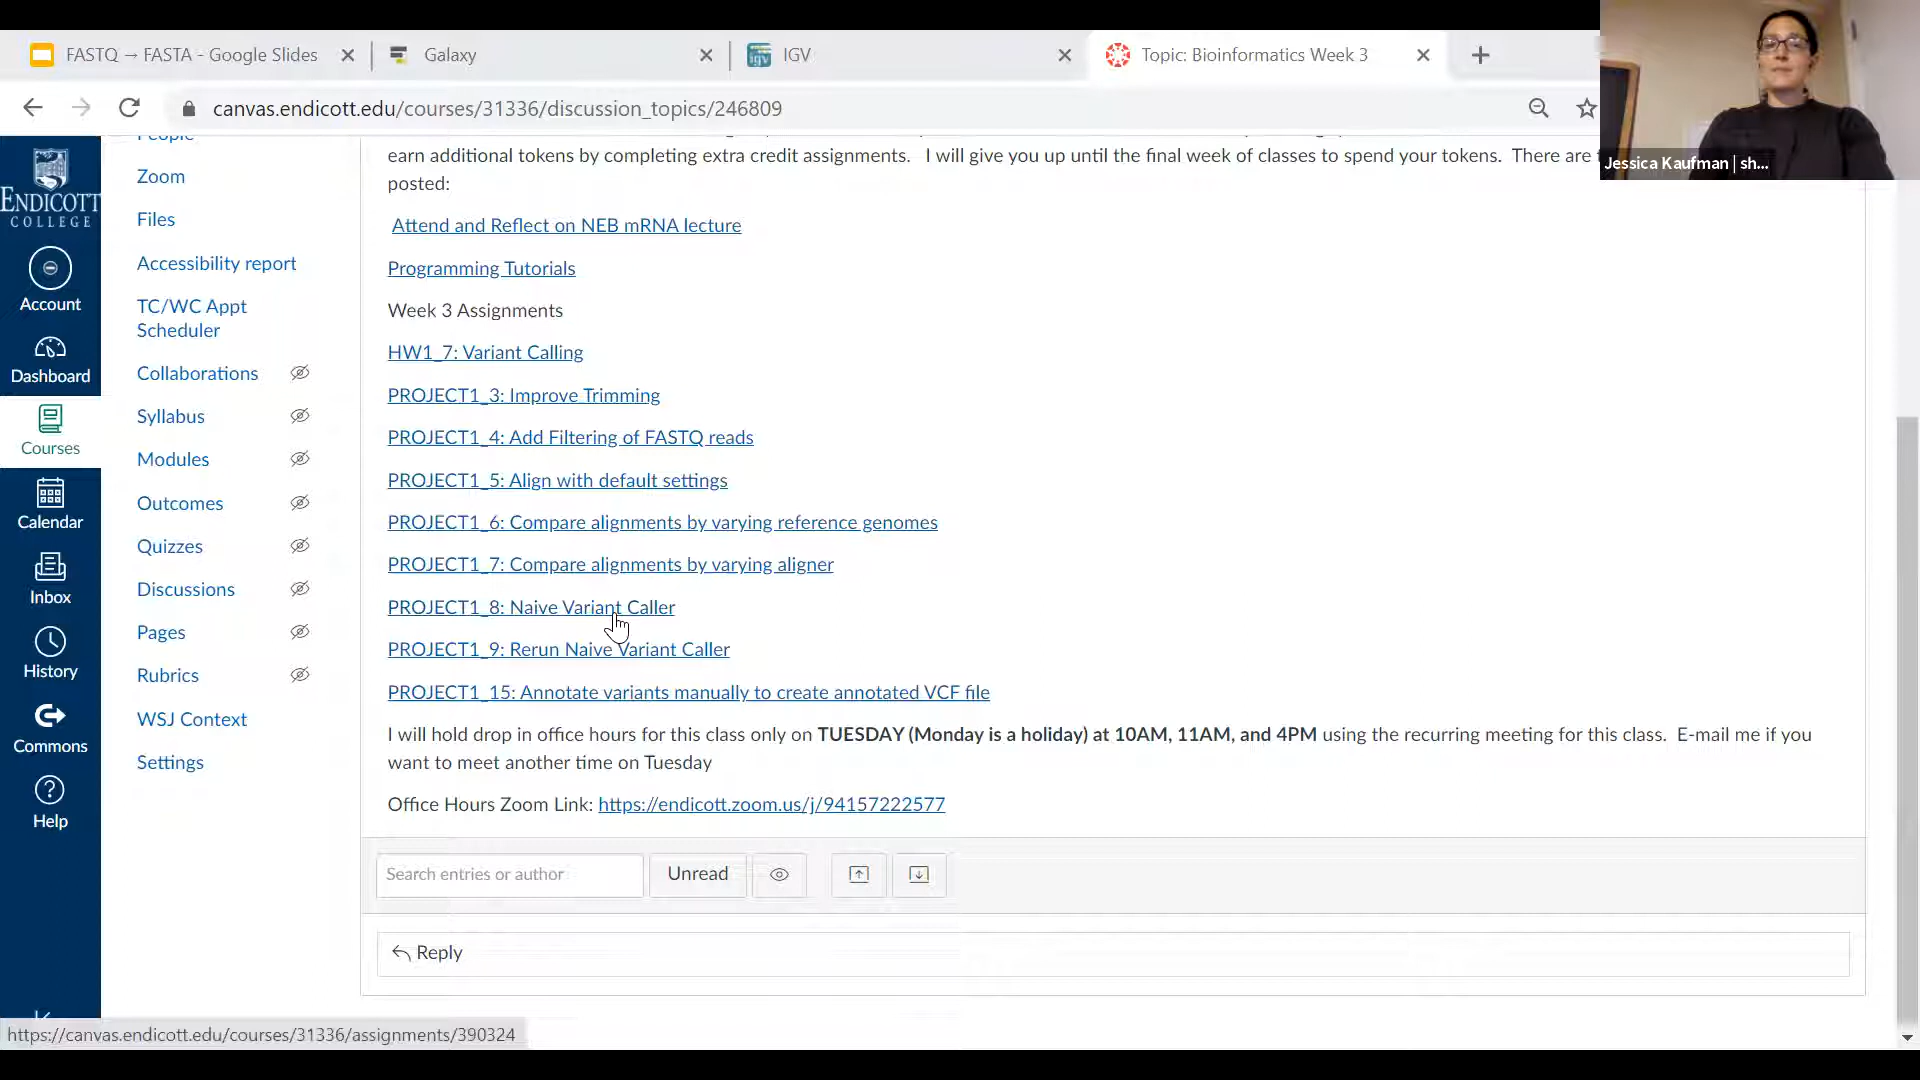 FASTQ → FASTA - Google Slides
Galaxy
IGV
Topic: Bioinformatics Week 3
canvas.endicott.edu/courses/31336/discussion_topics/246809
Jessica Kaufman | sh...
ENDICOTT
COLLEGE
Account
Dashboard
Courses
Calendar
Inbox
History
Commons
Help
People
Zoom
Files
Accessibility report
TC/WC Appt
Scheduler
Collaborations
Syllabus
Modules
Outcomes
Quizzes
Discussions
Pages
Rubrics
WSJ Context
Settings
earn additional tokens by completing extra credit assignments. I will give you up until the final week of classes to spend your tokens. There are
posted:
Attend and Reflect on NEB mRNA lecture
Programming Tutorials
Week 3 Assignments
HW1_7: Variant Calling
PROJECT1_3: Improve Trimming
PROJECT1_4: Add Filtering of FASTQ reads
PROJECT1_5: Align with default settings
PROJECT1_6: Compare alignments by varying reference genomes
PROJECT1_7: Compare alignments by varying aligner
PROJECT1_8: Naive Variant Caller
PROJECT1_9: Rerun Naive Variant Caller
PROJECT1_15: Annotate variants manually to create annotated VCF file
I will hold drop in office hours for this class only on TUESDAY (Monday is a holiday) at 10AM, 11AM, and 4PM using the recurring meeting for this class. E-mail me if you
want to meet another time on Tuesday
Office Hours Zoom Link: https://endicott.zoom.us/j/94157222577
Search entries or author
Unread
Reply
https://canvas.endicott.edu/courses/31336/assignments/390324